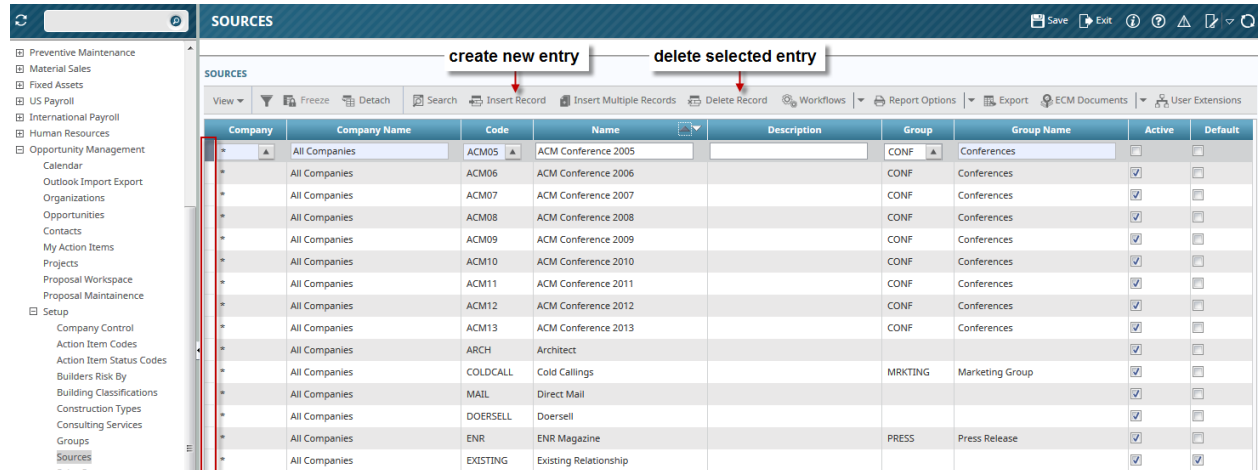 SOURCES
Save Exit
Preventive Maintenance
Material Sales
Fixed Assets
US Payroll
International Payroll
Human Resources
Opportunity Management
Calendar
Outlook Import Export
Organizations
Opportunities
Contacts
My Action Items
Projects
Proposal Workspace
Proposal Maintainence
Setup
Company Control
Action Item Codes
Action Item Status Codes
Builders Risk By
Building Classifications
Construction Types
Consulting Services
Groups
Sources
create new entry delete selected entry
SOURCES
View Freeze Detach Search Insert Record Insert Multiple Records Delete Record Workflows Report Options Export ECM Documents User Extensions
Company Company Name Code Name Description Group Group Name Active Default
* All Companies ACM05 ACM Conference 2005 CONF Conferences
* All Companies ACM06 ACM Conference 2006 CONF Conferences
* All Companies ACM07 ACM Conference 2007 CONF Conferences
* All Companies ACM08 ACM Conference 2008 CONF Conferences
* All Companies ACM09 ACM Conference 2009 CONF Conferences
* All Companies ACM10 ACM Conference 2010 CONF Conferences
* All Companies ACM11 ACM Conference 2011 CONF Conferences
* All Companies ACM12 ACM Conference 2012 CONF Conferences
* All Companies ACM13 ACM Conference 2013 CONF Conferences
* All Companies ARCH Architect
* All Companies COLDCALL Cold Callings MRKTING Marketing Group
* All Companies MAIL Direct Mail
* All Companies DOERSELL Doersell
* All Companies ENR ENR Magazine PRESS Press Release
* All Companies EXISTING Existing Relationship